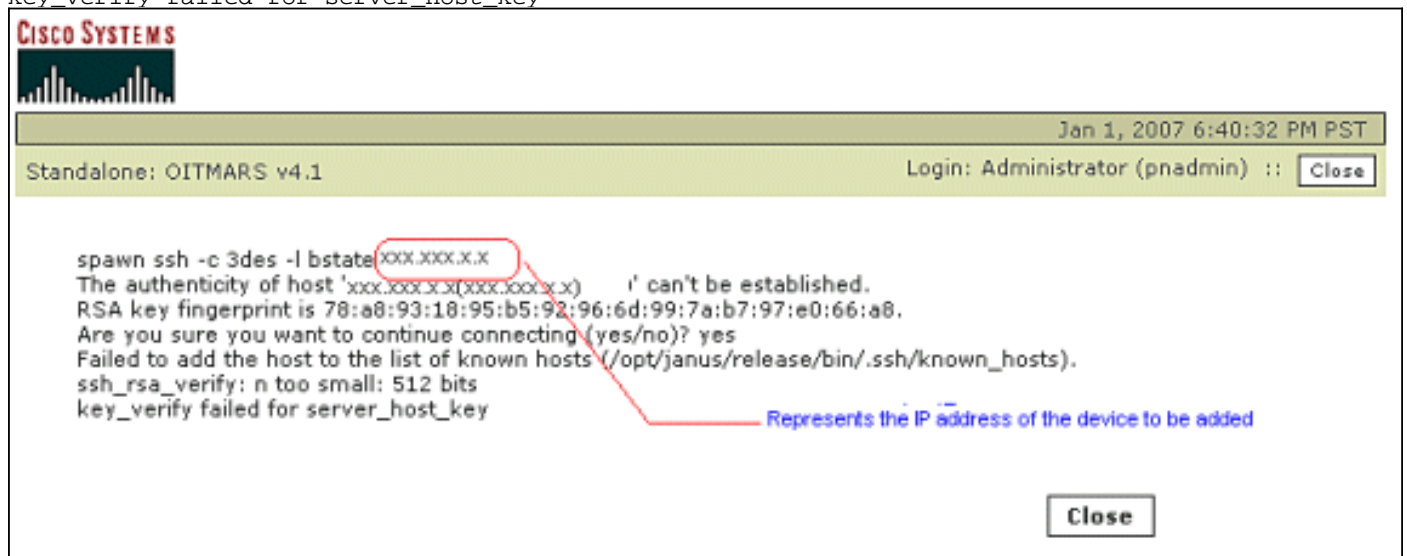 key_verify failed for server_host_key
CISCO SYSTEMS
Jan 1, 2007 6:40:32 PM PST
Standalone: OITMARS v4.1
Login: Administrator (pnadmin) :: Close
spawn ssh -c 3des -l bstate xxx.xxx.x.x
The authenticity of host 'xxx.xxx.x.x(xxx.xxx.x.x) ' can't be established.
RSA key fingerprint is 78:a8:93:18:95:b5:92:96:6d:99:7a:b7:97:e0:66:a8.
Are you sure you want to continue connecting (yes/no)? yes
Failed to add the host to the list of known hosts (/opt/janus/release/bin/.ssh/known_hosts).
ssh_rsa_verify: n too small: 512 bits
key_verify failed for server_host_key
Represents the IP address of the device to be added
Close